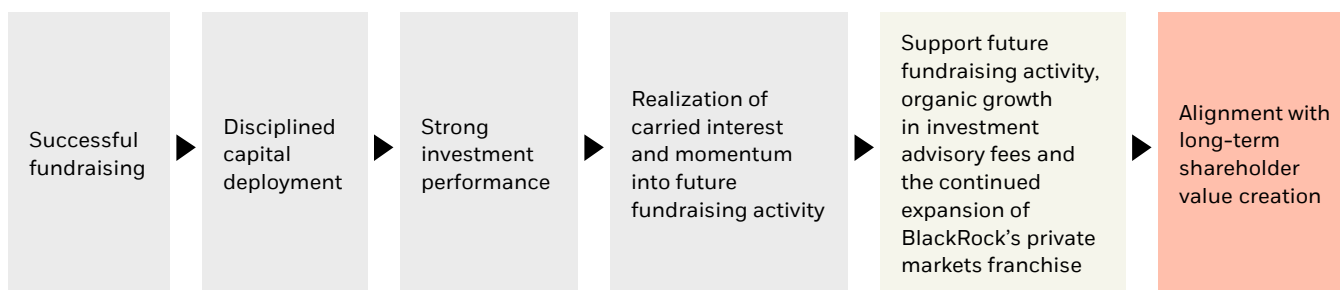 Successful
fundraising
Disciplined
capital
deployment
Strong
investment
performance
Realization of
carried interest
and momentum
into future
fundraising activity
Support future
fundraising activity,
organic growth
in investment
advisory fees and
the continued
expansion of
BlackRock’s private
markets franchise
Alignment with
long-term
shareholder
value creation